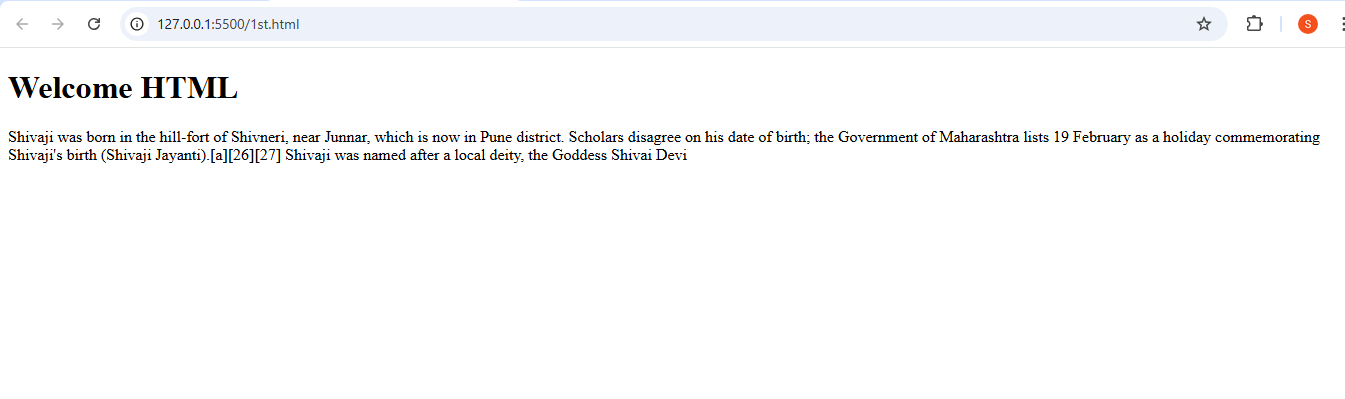 127.0.0.1:5500/1st.html
S
Welcome HTML
Shivaji was born in the hill-fort of Shivneri, near Junnar, which is now in Pune district. Scholars disagree on his date of birth; the Government of Maharashtra lists 19 February as a holiday commemorating
Shivaji's birth (Shivaji Jayanti).[a][26][27] Shivaji was named after a local deity, the Goddess Shivai Devi